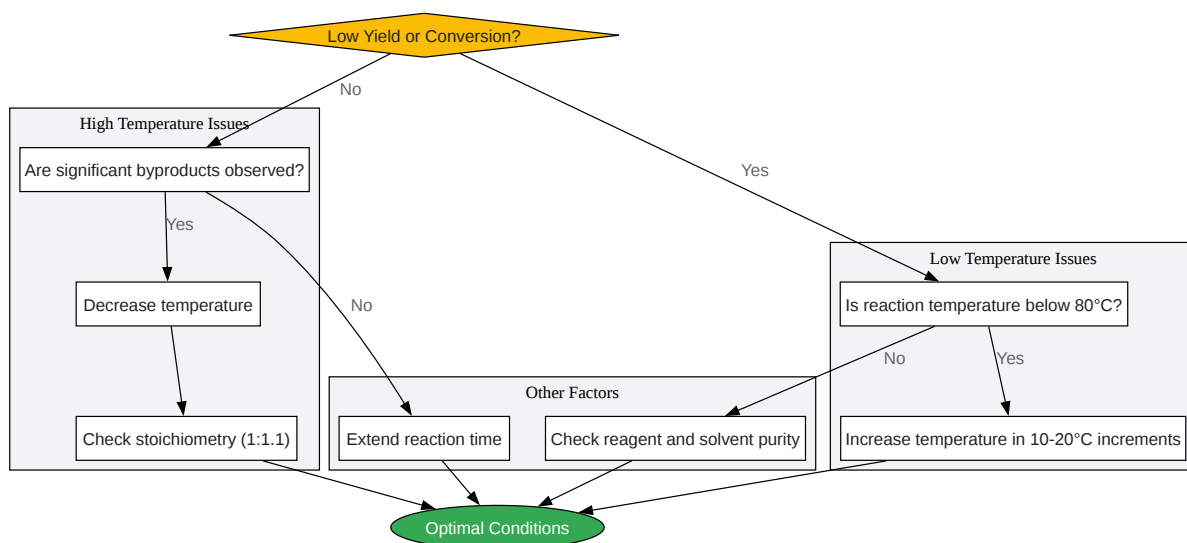 Low Yield or Conversion?
No
High Temperature Issues
Are significant byproducts observed?
Yes
Yes
Low Temperature Issues
Decrease temperature
No
Is reaction temperature below 80°C?
No
Yes
Other Factors
Check stoichiometry (1:1.1)
Extend reaction time
Check reagent and solvent purity
Increase temperature in 10-20°C increments
Optimal Conditions